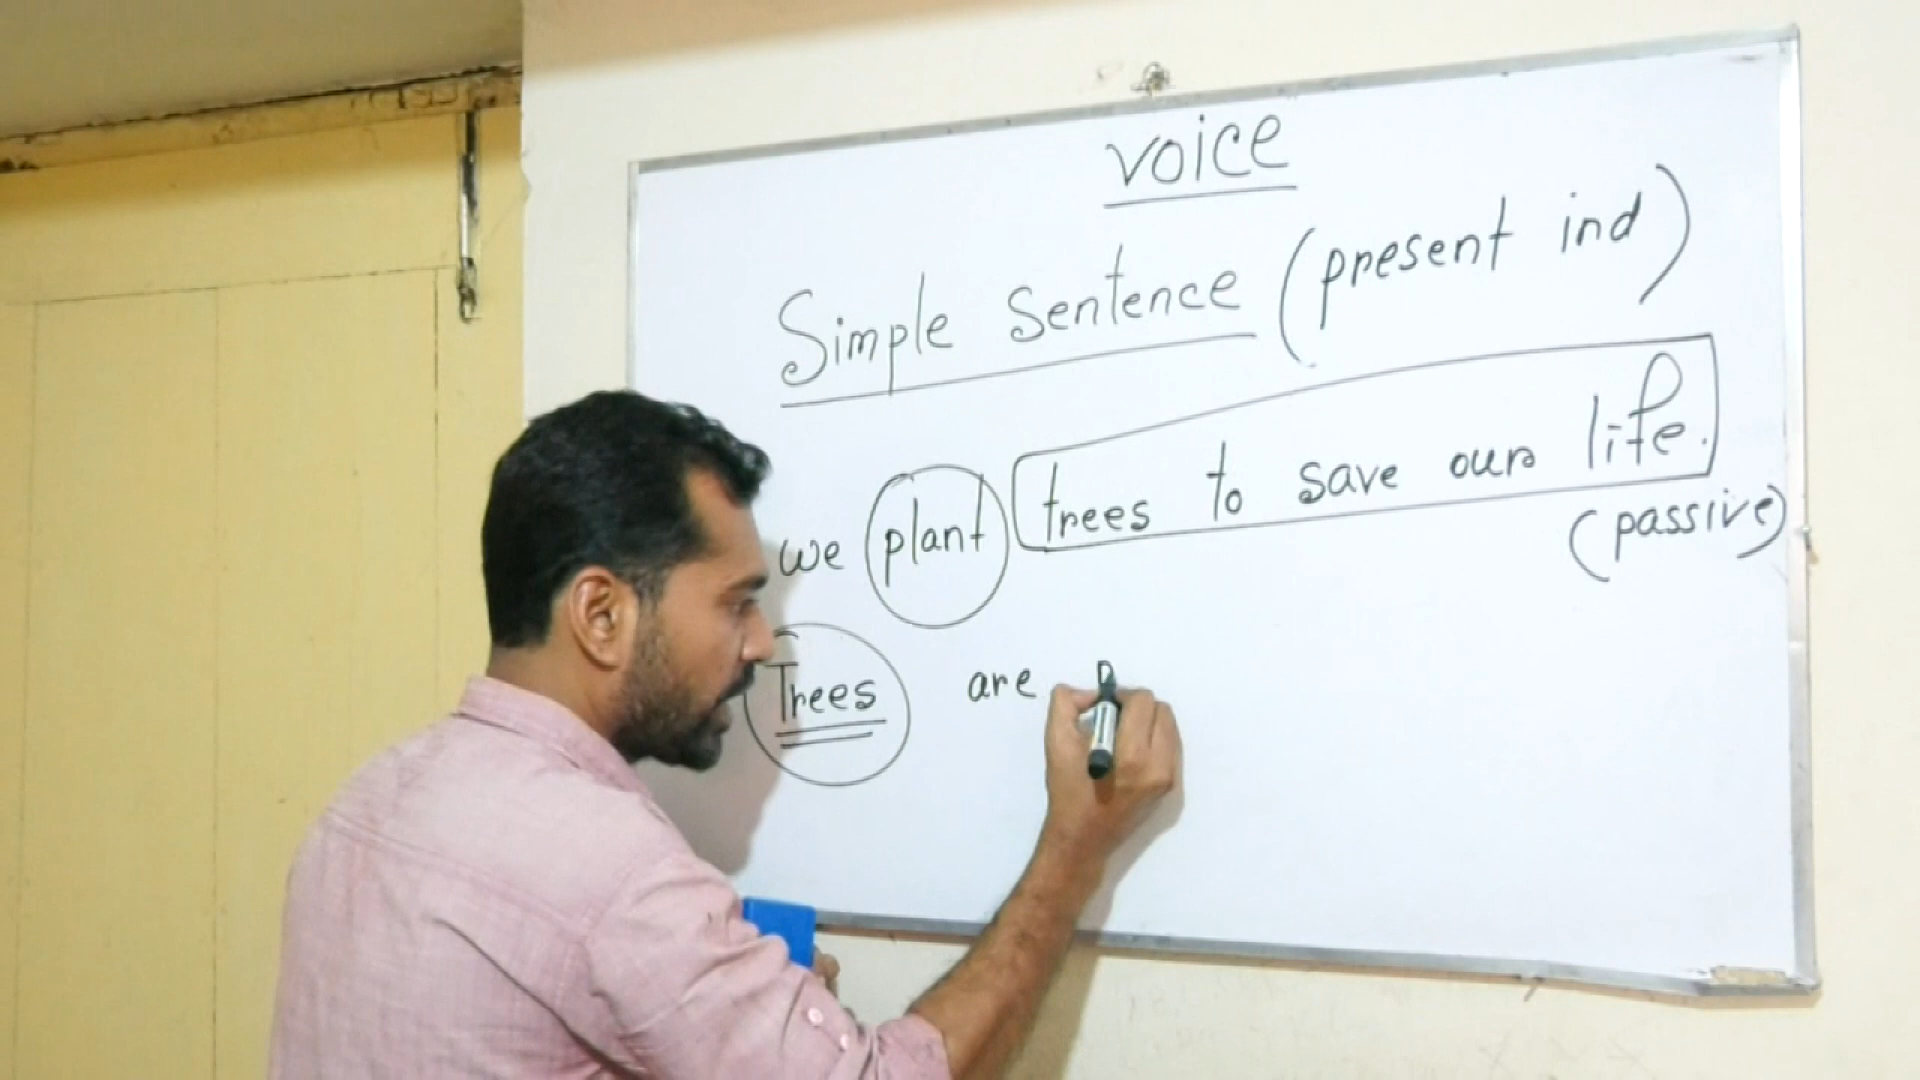 voice
Simple Sentence (present ind)
we plant trees to save our life.
(passive)
Trees are